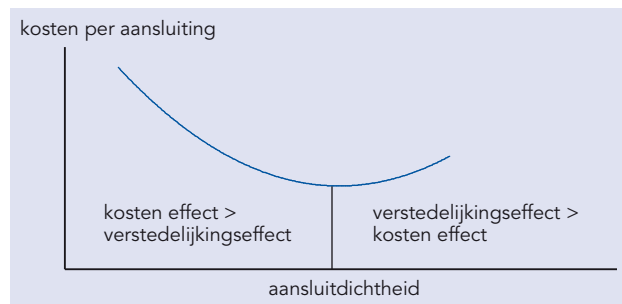 kosten per aansluiting
kosten effect >
verstedelijkingseffect
verstedelijkingseffect >
kosten effect
aansluitdichtheid